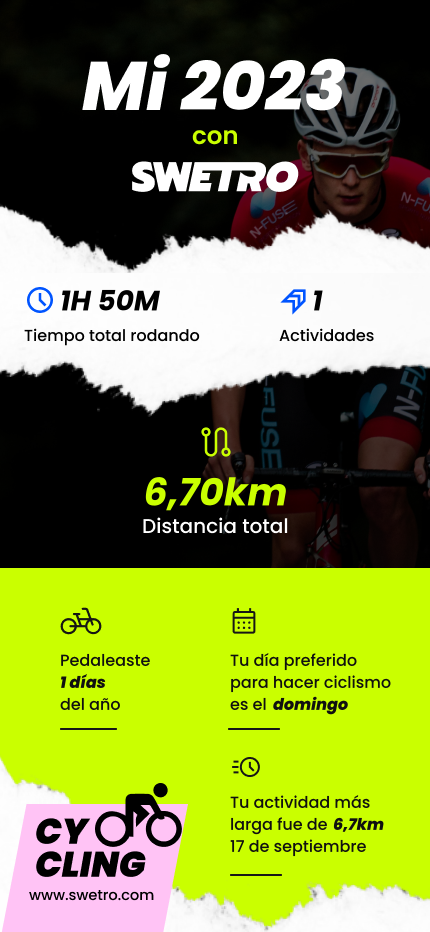 Mi 2023
con
SWETRO
1H 50M
Tiempo total rodando
1
Actividades
6,70km
Distancia total
Pedaleaste
1 días
del año
Tu día preferido
para hacer ciclismo
es el domingo
Tu actividad más
larga fue de 6,7km
17 de septiembre
CY
CLING
www.swetro.com
N-FUSE
N-F
-FUSE
N-FU